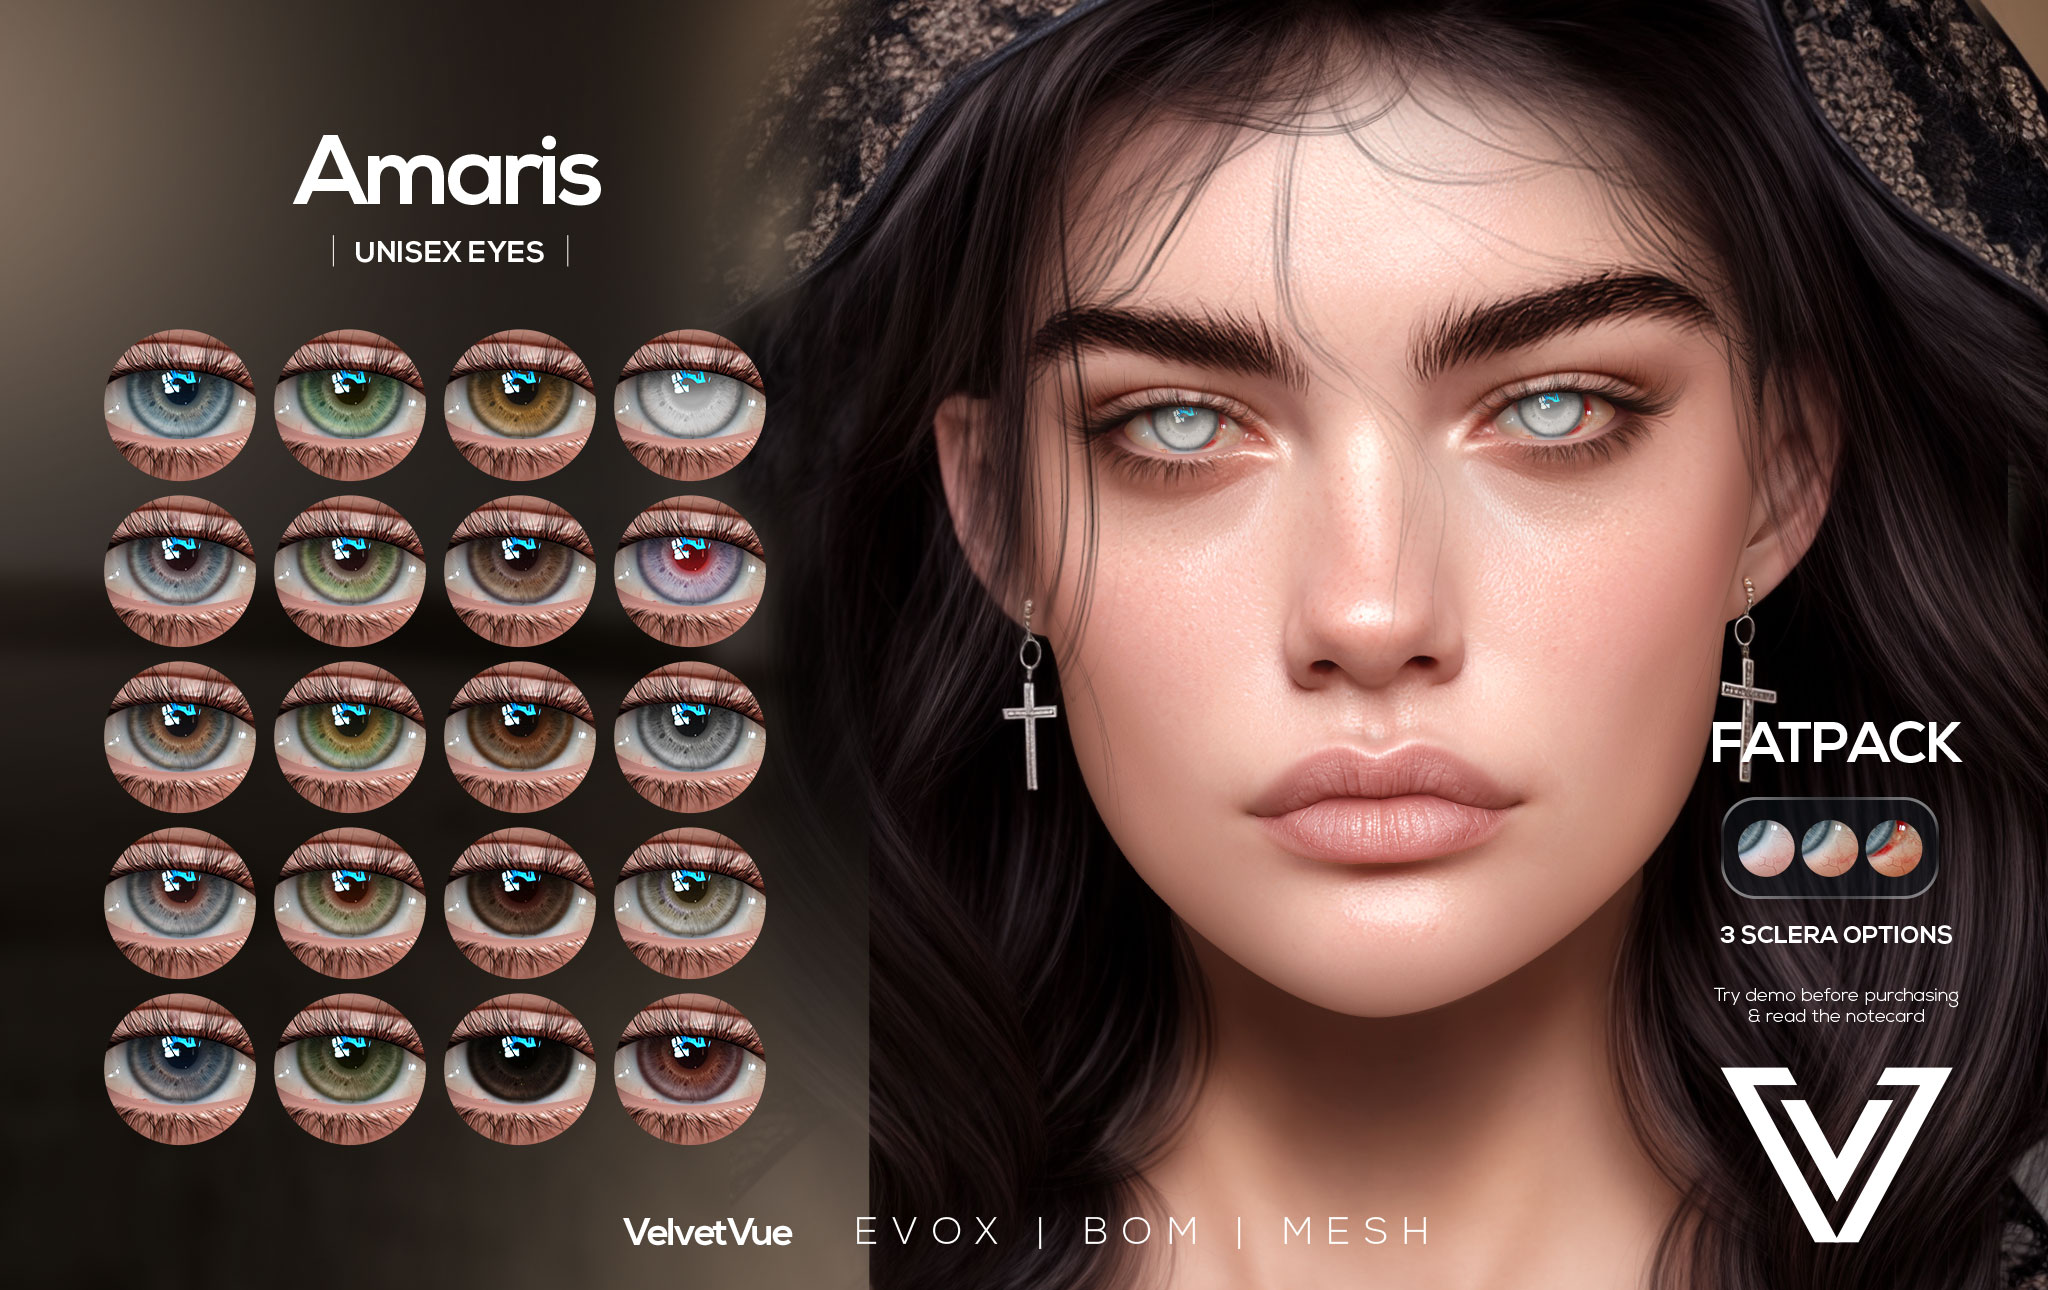 Amaris
| UNISEX EYES |
FATPACK
3 SCLERA OPTIONS
Try demo before purchasing
& read the notecard
VelvetVue
EVOX | BOM | MESH